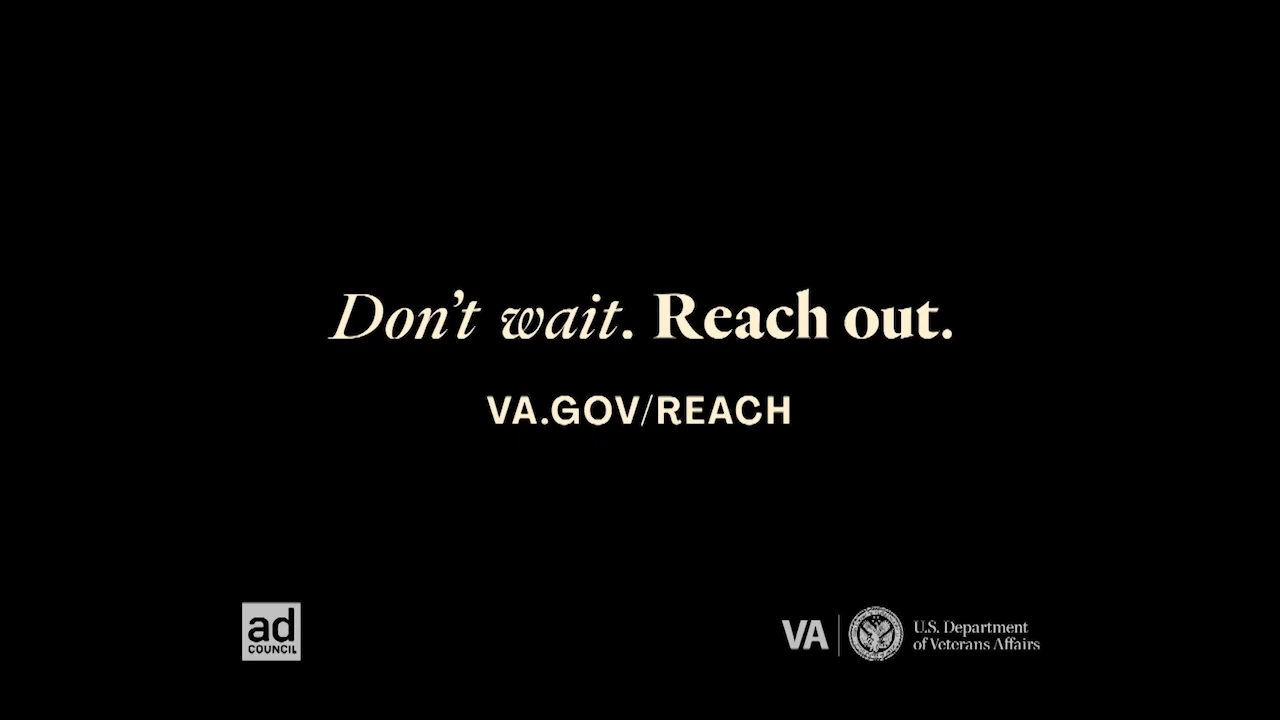 Don't wait. Reach out.
VA.GOV/REACH
ad
COUNCIL
VA
U.S. Department
of Veterans Affairs